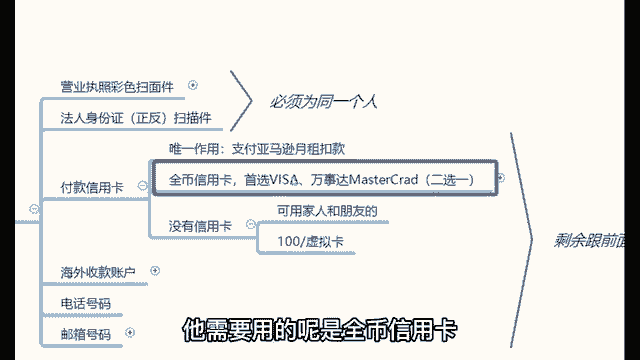 营业执照彩色扫面件
必须为同一个人
法人身份证（正反）扫描件
唯一作用：支付亚马逊月租扣款
付款信用卡
全币信用卡，首选VISA、万事达MasterCrad（二选一）
没有信用卡
可用家人和朋友的
100/虚拟卡
剩余跟前面
海外收款账户
电话号码
邮箱号码
他需要用的呢是全币信用卡